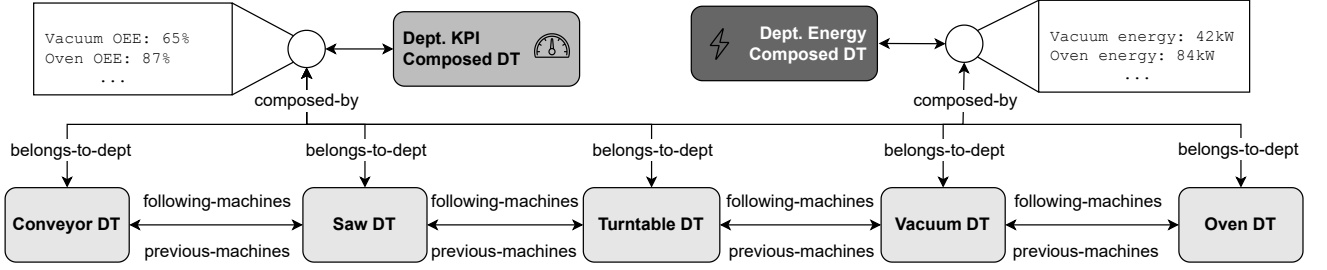 Vacuum OEE: 65%
Oven OEE: 87%
...
Dept. KPI
Composed DT
Dept. Energy
Composed DT
Vacuum energy: 42kW
Oven energy: 84kW
...
composed-by
composed-by
belongs-to-dept
belongs-to-dept
belongs-to-dept
belongs-to-dept
belongs-to-dept
Conveyor DT
following-machines
previous-machines
Saw DT
following-machines
previous-machines
Turntable DT
following-machines
previous-machines
Vacuum DT
following-machines
previous-machines
Oven DT